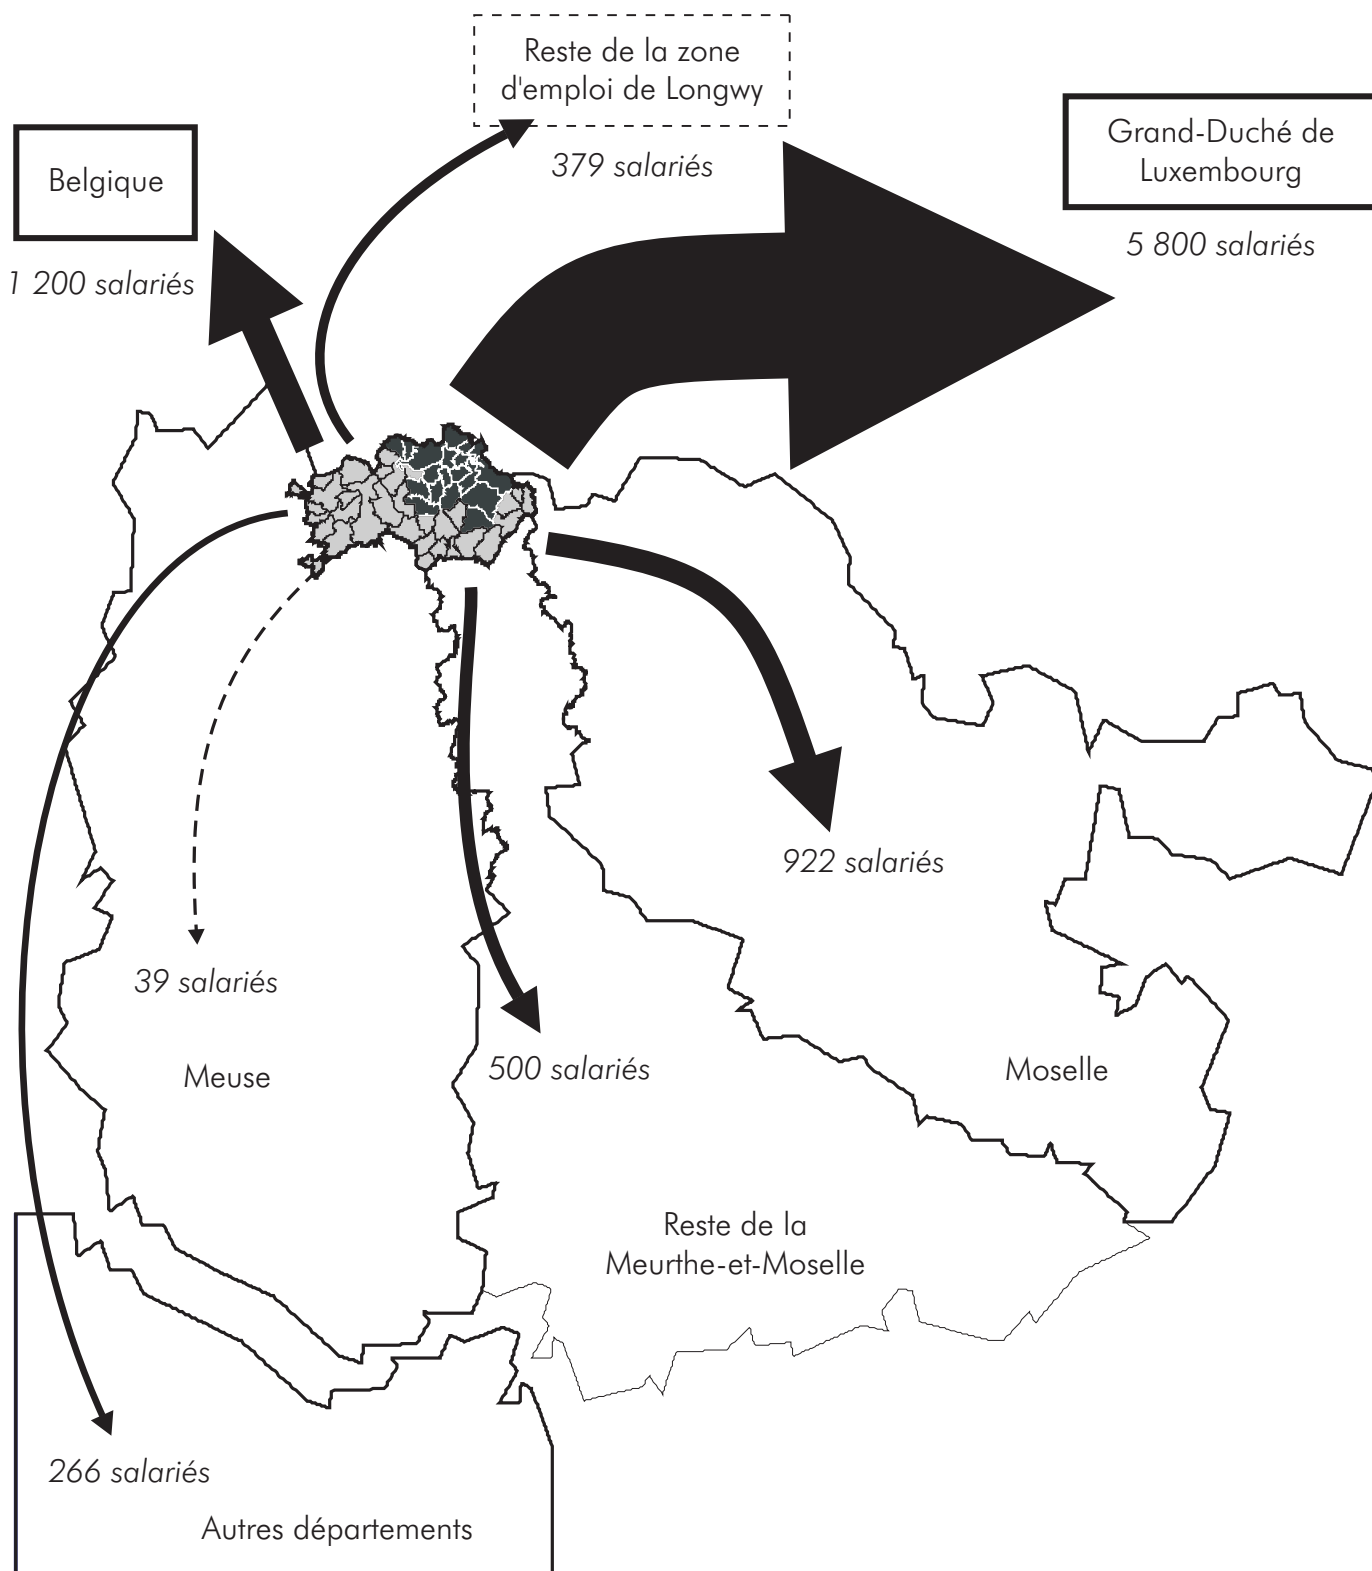 Reste de la zone
d'emploi de Longwy
379 salariés
Grand-Duché de
Luxembourg
5 800 salariés
Belgique
1 200 salariés
922 salariés
39 salariés
500 salariés
Meuse
Moselle
Reste de la
Meurthe-et-Moselle
266 salariés
Autres départements